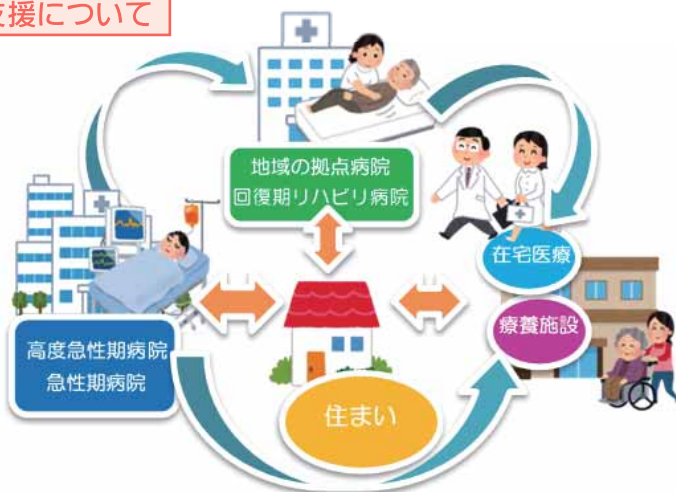 支援について
地域の拠点病院
回復期リハビリ病院
在宅医療
療養施設
高度急性期病院
急性期病院
住まい